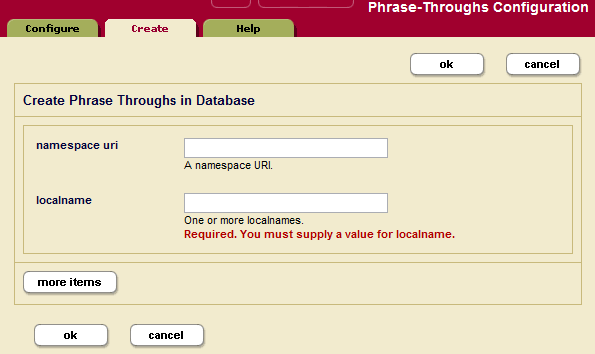 Phrase-Throughs Configuration
Configure Create Help
ok cancel
Create Phrase Throughs in Database
namespace uri
A namespace URI.
localname
One or more localnames.
Required. You must supply a value for localname.
more items
ok cancel